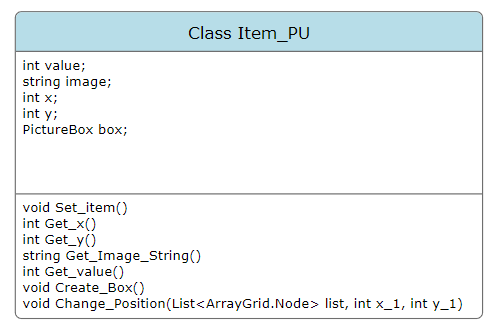 Class Item_PU
int value;
string image;
int x;
int y;
PictureBox box;
void Set_item()
int Get_x()
int Get_y()
string Get_Image_String()
int Get_value()
void Create_Box()
void Change_Position(List<ArrayGrid.Node> list, int x_1, int y_1)